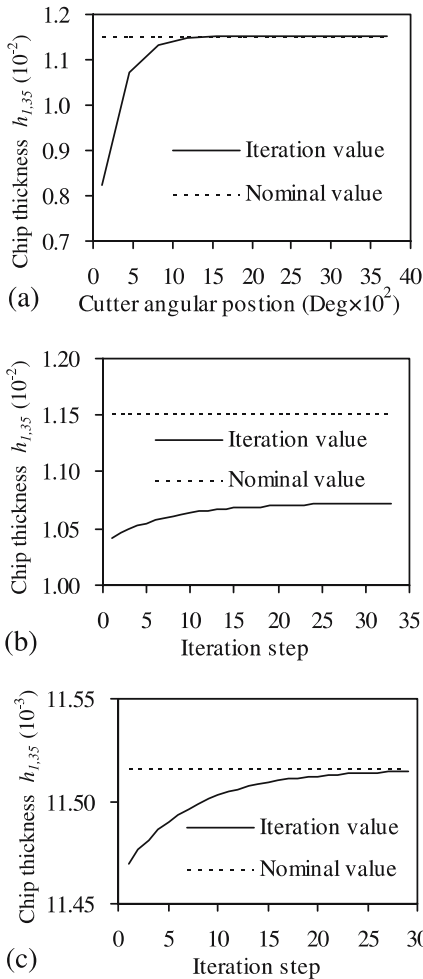 1.2
1.1
1.0
0.9
0.8
0.7
Chip thickness h1,35 (10-2)
Iteration value
Nominal value
0 5 10 15 20 25 30 35 40
(a) Cutter angular postion (Deg×102)
1.20
1.15
1.10
1.05
1.00
Chip thickness h1,35 (10-2)
Iteration value
Nominal value
0 5 10 15 20 25 30 35
(b) Iteration step
11.55
11.50
11.45
Chip thickness h1,35 (10-3)
Iteration value
Nominal value
0 5 10 15 20 25 30
(c) Iteration step